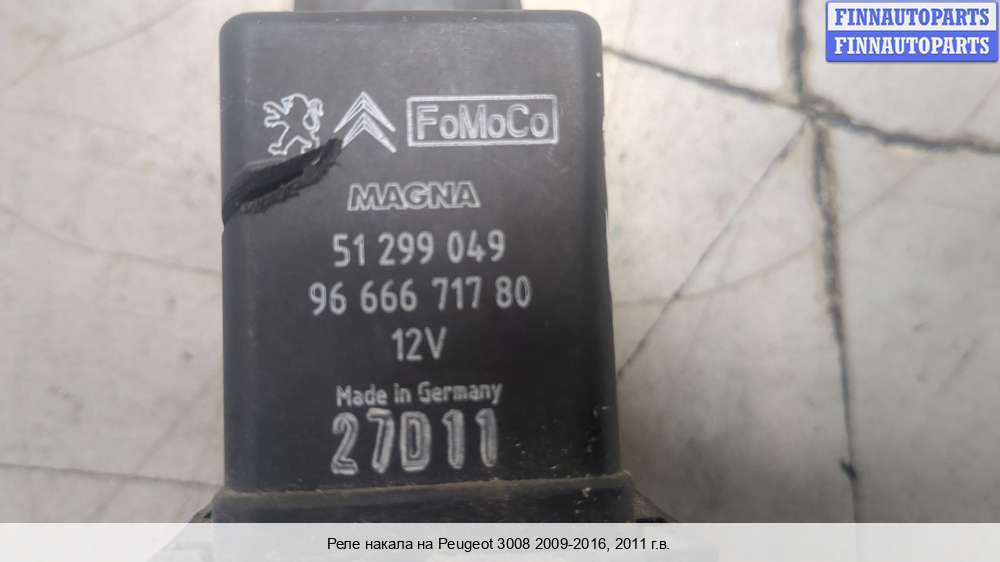 FINNAUTOPARTS
FINNAUTOPARTS
FoMoCo
MAGNA
51 299 049
96 666 717 80
12V
Made in Germany
27D11
Реле накала на Peugeot 3008 2009-2016, 2011 г.в.